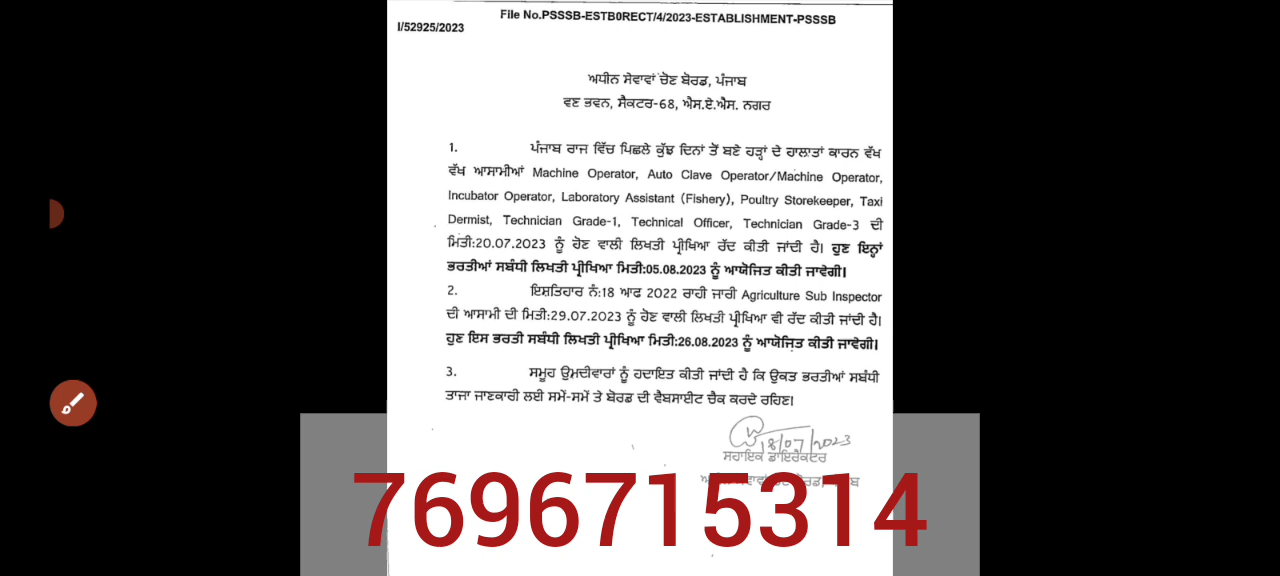 File No.PSSSB-ESTB0RECT/4/2023-ESTABLISHMENT-PSSSB
I/52925/2023
ਅਧੀਨ ਸੇਵਾਵਾਂ ਚੋਣ ਬੋਰਡ, ਪੰਜਾਬ
ਵਣ ਭਵਨ, ਸੈਕਟਰ-68, ਐਸ.ਏ.ਐਸ. ਨਗਰ
1. ਪੰਜਾਬ ਰਾਜ ਵਿੱਚ ਪਿਛਲੇ ਕੁੱਝ ਦਿਨਾਂ ਤੋਂ ਬਣੇ ਹੜ੍ਹਾਂ ਦੇ ਹਾਲਾਤਾਂ ਕਾਰਨ ਵੱਖ
ਵੱਖ ਆਸਾਮੀਆਂ Machine Operator, Auto Clave Operator/Machine Operator,
Incubator Operator, Laboratory Assistant (Fishery), Poultry Storekeeper, Taxi
Dermist, Technician Grade-1, Technical Officer, Technician Grade-3 ਦੀ
ਮਿਤੀ:20.07.2023 ਨੂੰ ਹੋਣ ਵਾਲੀ ਲਿਖਤੀ ਪ੍ਰੀਖਿਆ ਰੱਦ ਕੀਤੀ ਜਾਂਦੀ ਹੈ। ਹੁਣ ਇਨ੍ਹਾਂ
ਭਰਤੀਆਂ ਸਬੰਧੀ ਲਿਖਤੀ ਪ੍ਰੀਖਿਆ ਮਿਤੀ:05.08.2023 ਨੂੰ ਆਯੋਜਿਤ ਕੀਤੀ ਜਾਵੇਗੀ।
2. ਇਸ਼ਤਿਹਾਰ ਨੰ:18 ਆਫ 2022 ਰਾਹੀ ਜਾਰੀ Agriculture Sub Inspector
ਦੀ ਆਸਾਮੀ ਦੀ ਮਿਤੀ:29.07.2023 ਨੂੰ ਹੋਣ ਵਾਲੀ ਲਿਖਤੀ ਪ੍ਰੀਖਿਆ ਵੀ ਰੱਦ ਕੀਤੀ ਜਾਂਦੀ ਹੈ।
ਹੁਣ ਇਸ ਭਰਤੀ ਸਬੰਧੀ ਲਿਖਤੀ ਪ੍ਰੀਖਿਆ ਮਿਤੀ:26.08.2023 ਨੂੰ ਆਯੋਜਿਤ ਕੀਤੀ ਜਾਵੇਗੀ।
3. ਸਮੂਹ ਉਮਦੀਵਾਰਾਂ ਨੂੰ ਹਦਾਇਤ ਕੀਤੀ ਜਾਂਦੀ ਹੈ ਕਿ ਉਕਤ ਭਰਤੀਆਂ ਸਬੰਧੀ
ਤਾਜਾ ਜਾਣਕਾਰੀ ਲਈ ਸਮੇਂ-ਸਮੇਂ ਤੇ ਬੋਰਡ ਦੀ ਵੈਬਸਾਈਟ ਚੈਕ ਕਰਦੇ ਰਹਿਣ।
18/07/2023
ਸਹਾਇਕ ਡਾਇਰੈਕਟਰ
7696715314